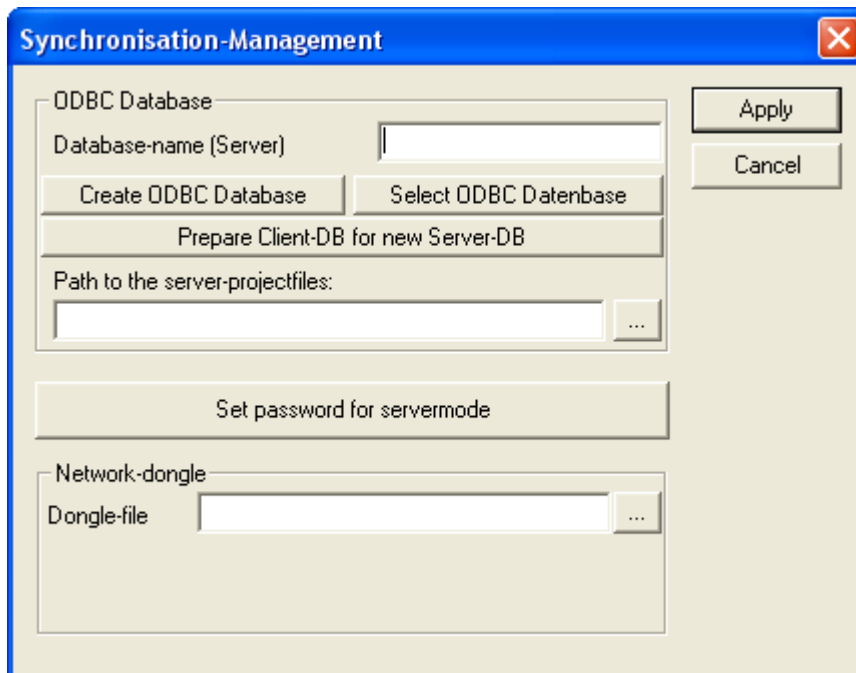 Synchronisation-Management
ODBC Database
Database-name (Server)
Apply
Cancel
Create ODBC Database
Select ODBC Datenbase
Prepare Client-DB for new Server-DB
Path to the server-projectfiles:
...
Set password for servermode
Network-dongle
Dongle-file
...